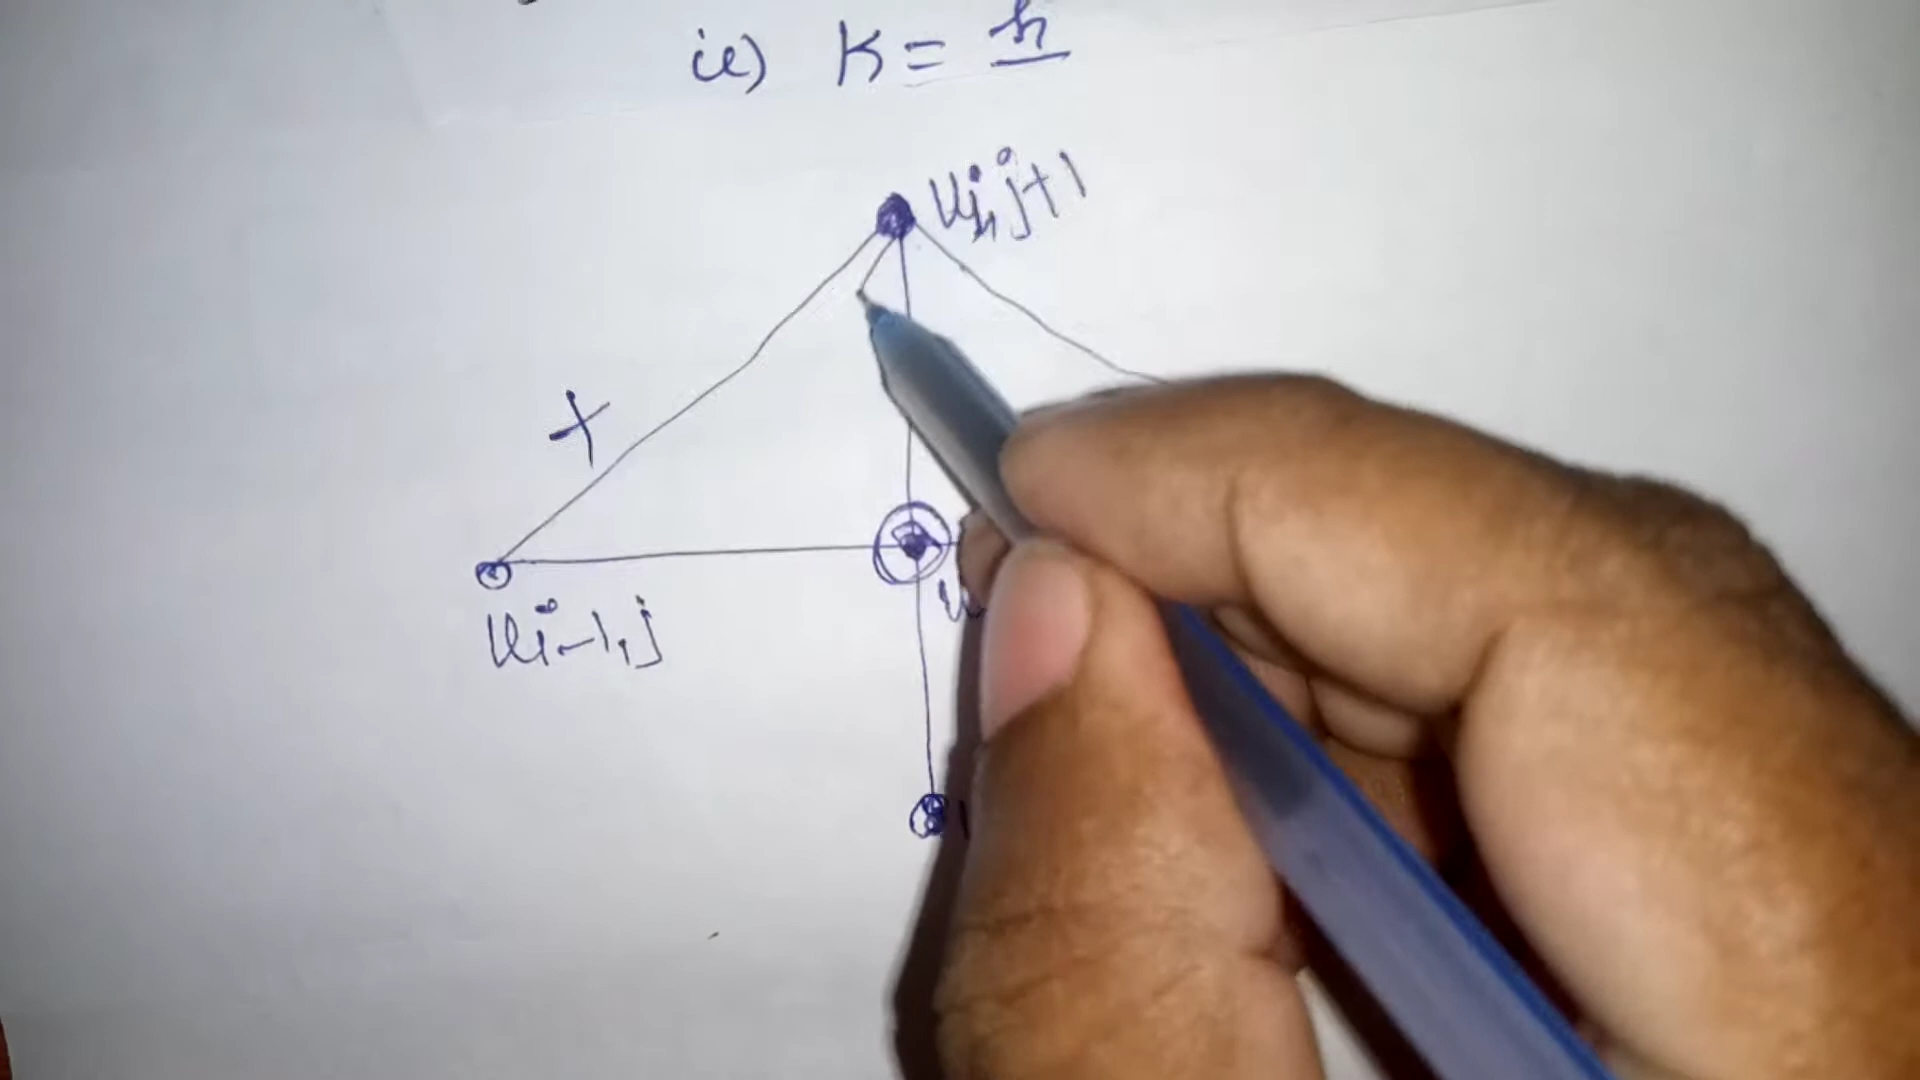 ie) K = h
ui,j+1
+
ui-1,j
u